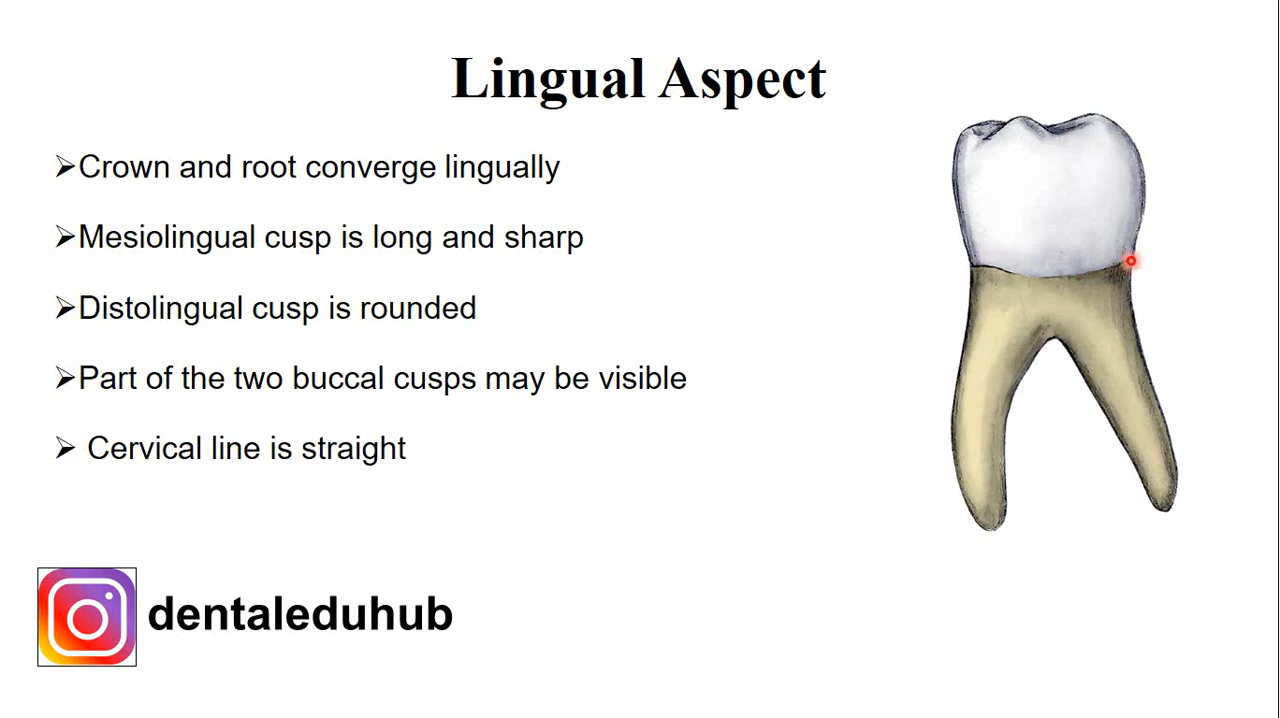 Lingual Aspect
➢Crown and root converge lingually
➢Mesiolingual cusp is long and sharp
➢Distolingual cusp is rounded
➢Part of the two buccal cusps may be visible
➢ Cervical line is straight
dentaleduhub